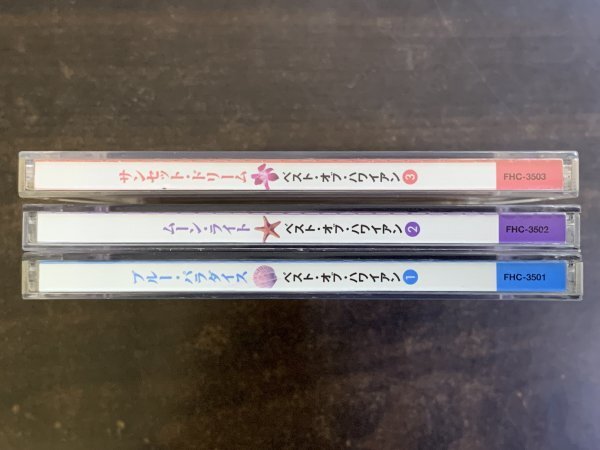 サンセット・ドリーム ベスト・オブ・ハワイアン 3 FHC-3503
ムーン・ライト ベスト・オブ・ハワイアン 2 FHC-3502
ブルー・パラダイス ベスト・オブ・ハワイアン 1 FHC-3501